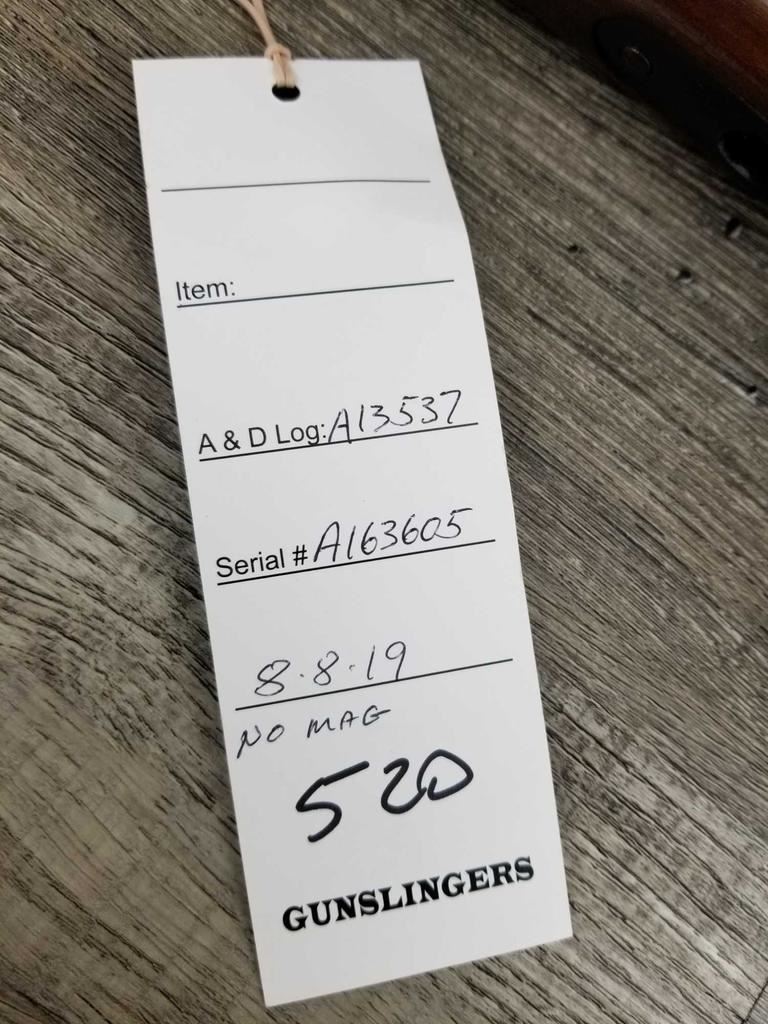 Item:
A & D Log: A13537
Serial # A163605
8.8.19
NO MAG
520
GUNSLINGERS